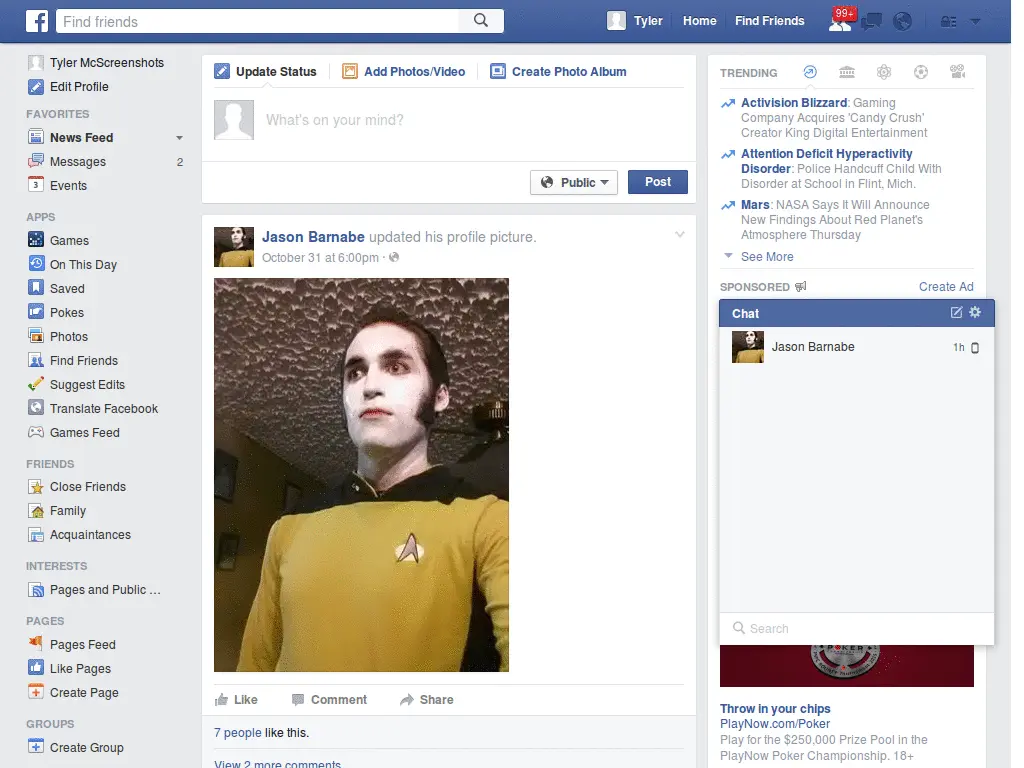 f
Find friends
Tyler
Home
Find Friends
99+
Tyler McScreenshots
Edit Profile
FAVORITES
News Feed
Messages 2
3 Events
APPS
Games
On This Day
Saved
Pokes
Photos
Find Friends
Suggest Edits
Translate Facebook
Games Feed
FRIENDS
Close Friends
Family
Acquaintances
INTERESTS
Pages and Public ...
PAGES
Pages Feed
Like Pages
Create Page
GROUPS
Create Group
Update Status
Add Photos/Video
Create Photo Album
What's on your mind?
Public
Post
Jason Barnabe updated his profile picture.
October 31 at 6:00pm ·
Like
Comment
Share
7 people like this.
View 2 more comments
TRENDING
Activision Blizzard: Gaming
Company Acquires 'Candy Crush'
Creator King Digital Entertainment
Attention Deficit Hyperactivity
Disorder: Police Handcuff Child With
Disorder at School in Flint, Mich.
Mars: NASA Says It Will Announce
New Findings About Red Planet's
Atmosphere Thursday
See More
SPONSORED
Create Ad
Chat
Jason Barnabe 1h
Search
POKER
Throw in your chips
PlayNow.com/Poker
Play for the $250,000 Prize Pool in the
PlayNow Poker Championship. 18+